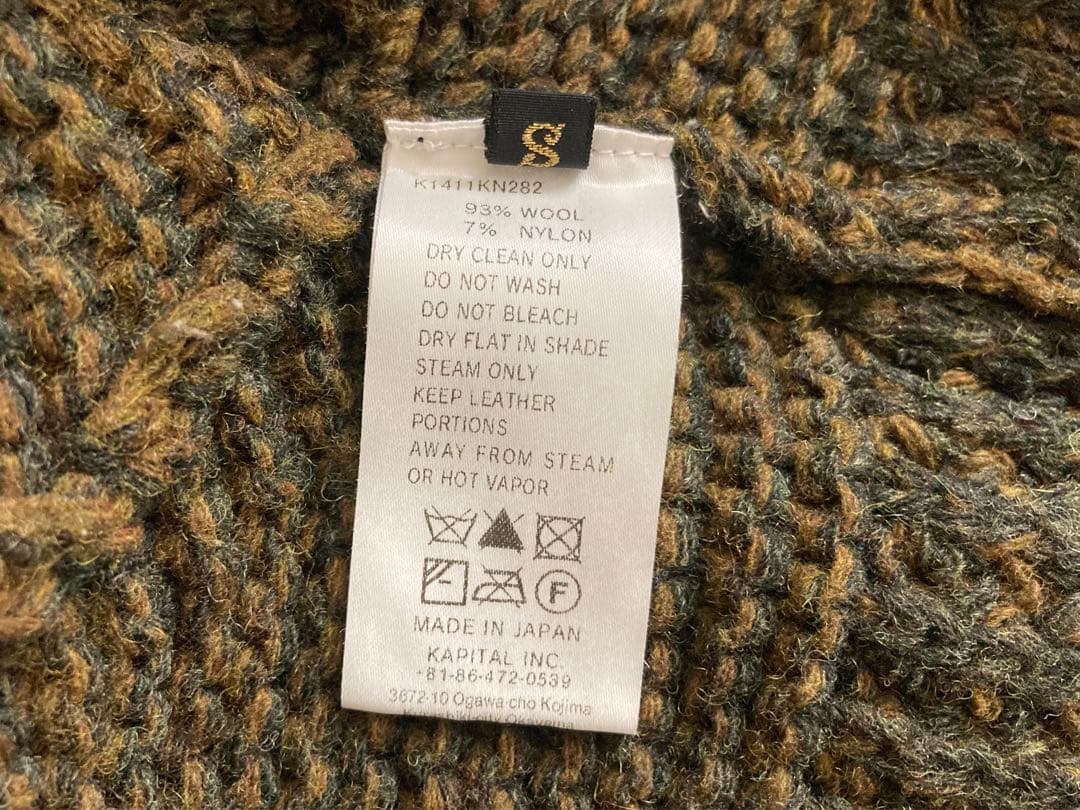 S
K1411KN282
93% WOOL
7% NYLON
DRY CLEAN ONLY
DO NOT WASH
DO NOT BLEACH
DRY FLAT IN SHADE
STEAM ONLY
KEEP LEATHER
PORTIONS
AWAY FROM STEAM
OR HOT VAPOR
F
MADE IN JAPAN
KAPITAL INC.
+81-86-472-0539
3672-10 Ogawa-cho Kojima
city Okayama